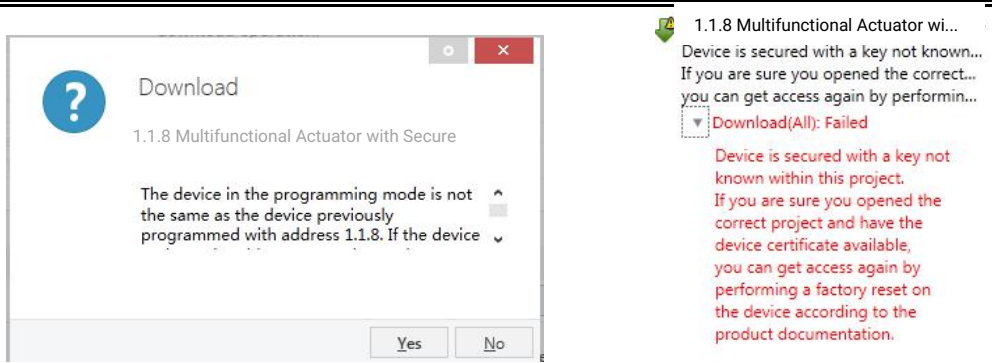 Download
1.1.8 Multifunctional Actuator with Secure
The device in the programming mode is not
the same as the device previously
programmed with address 1.1.8. If the device
Yes
No
1.1.8 Multifunctional Actuator wi...
Device is secured with a key not known...
If you are sure you opened the correct...
you can get access again by performin...
Download(All): Failed
Device is secured with a key not
known within this project.
If you are sure you opened the
correct project and have the
device certificate available,
you can get access again by
performing a factory reset on
the device according to the
product documentation.